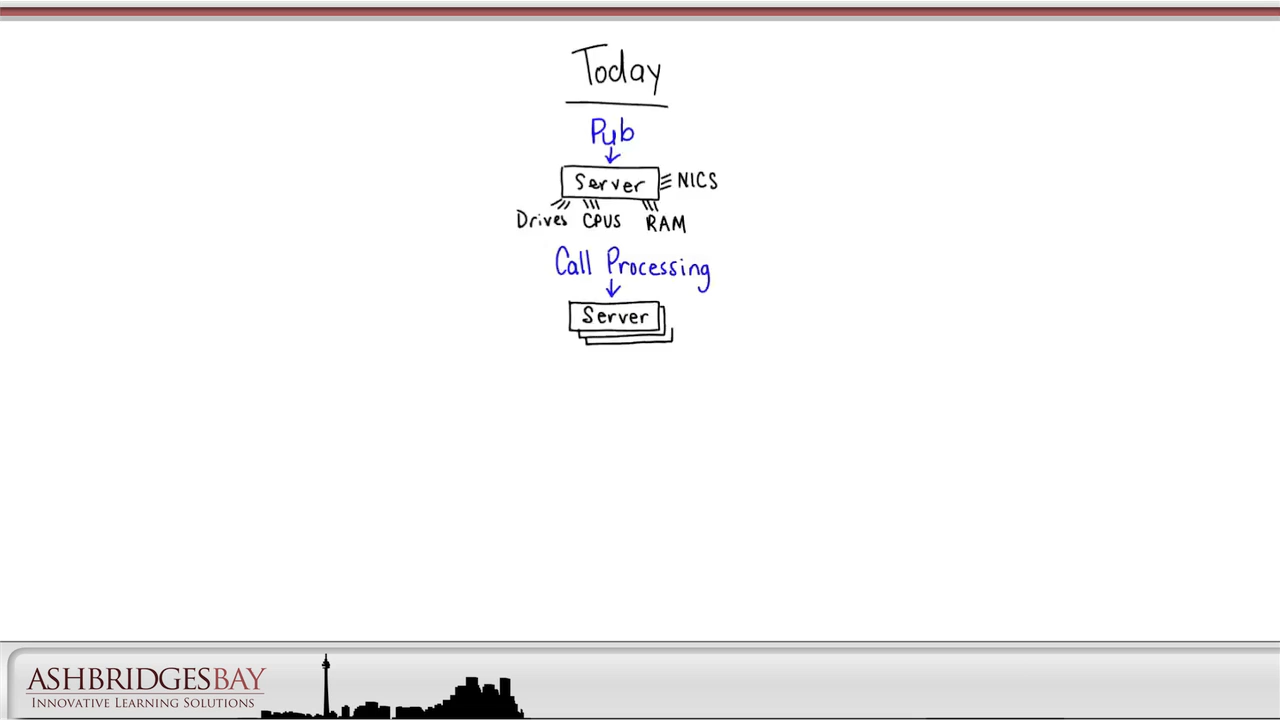 Today
Pub
Server
NICS
Drives CPUS RAM
Call Processing
Server
ASHBRIDGESBAY
INNOVATIVE LEARNING SOLUTIONS